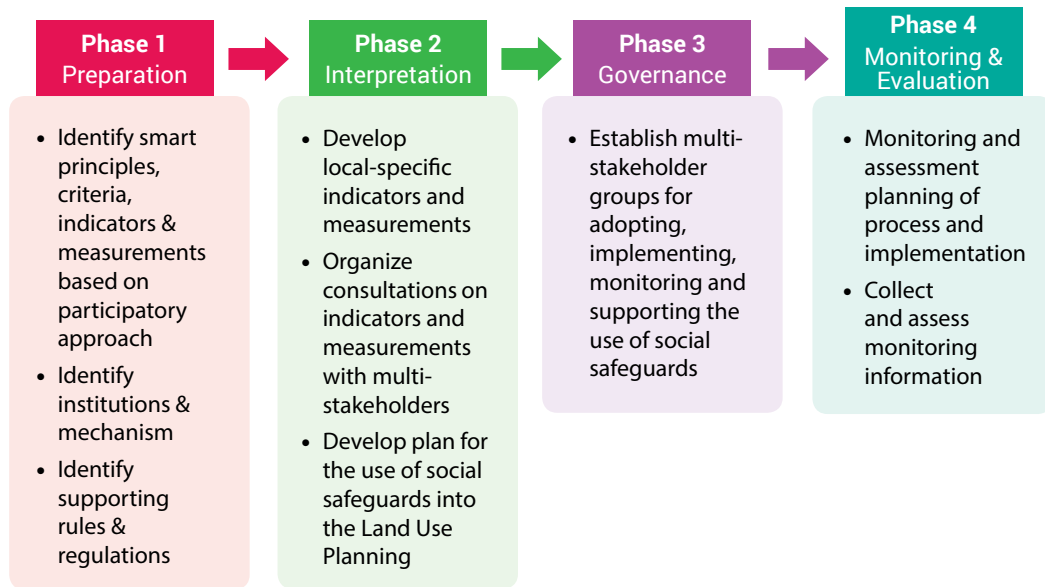 Phase 1
Preparation
• Identify smart
principles,
criteria,
indicators &
measurements
based on
participatory
approach
• Identify
institutions &
mechanism
• Identify
supporting
rules &
regulations
Phase 2
Interpretation
• Develop
local-specific
indicators and
measurements
• Organize
consultations on
indicators and
measurements
with multi-
stakeholders
• Develop plan for
the use of social
safeguards into
the Land Use
Planning
Phase 3
Governance
• Establish multi-
stakeholder
groups for
adopting,
implementing,
monitoring and
supporting the
use of social
safeguards
Phase 4
Monitoring &
Evaluation
• Monitoring and
assessment
planning of
process and
implementation
• Collect
and assess
monitoring
information